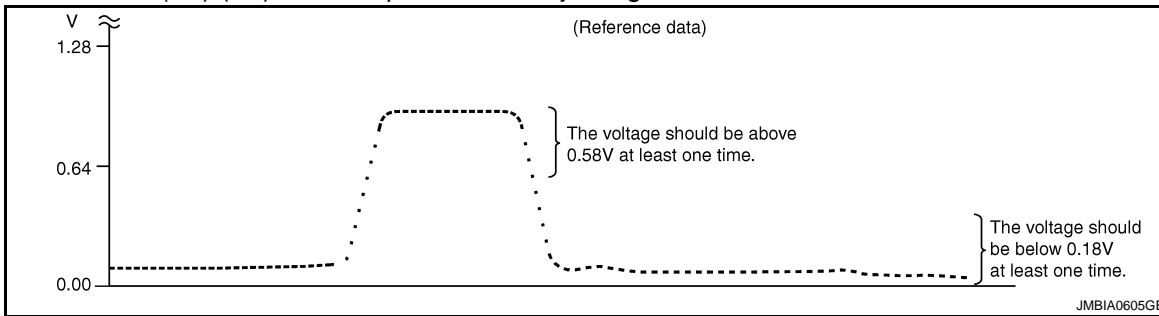 V
(Reference data)
1.28
The voltage should be above
0.58V at least one time.
0.64
The voltage should
be below 0.18V
at least one time.
0.00